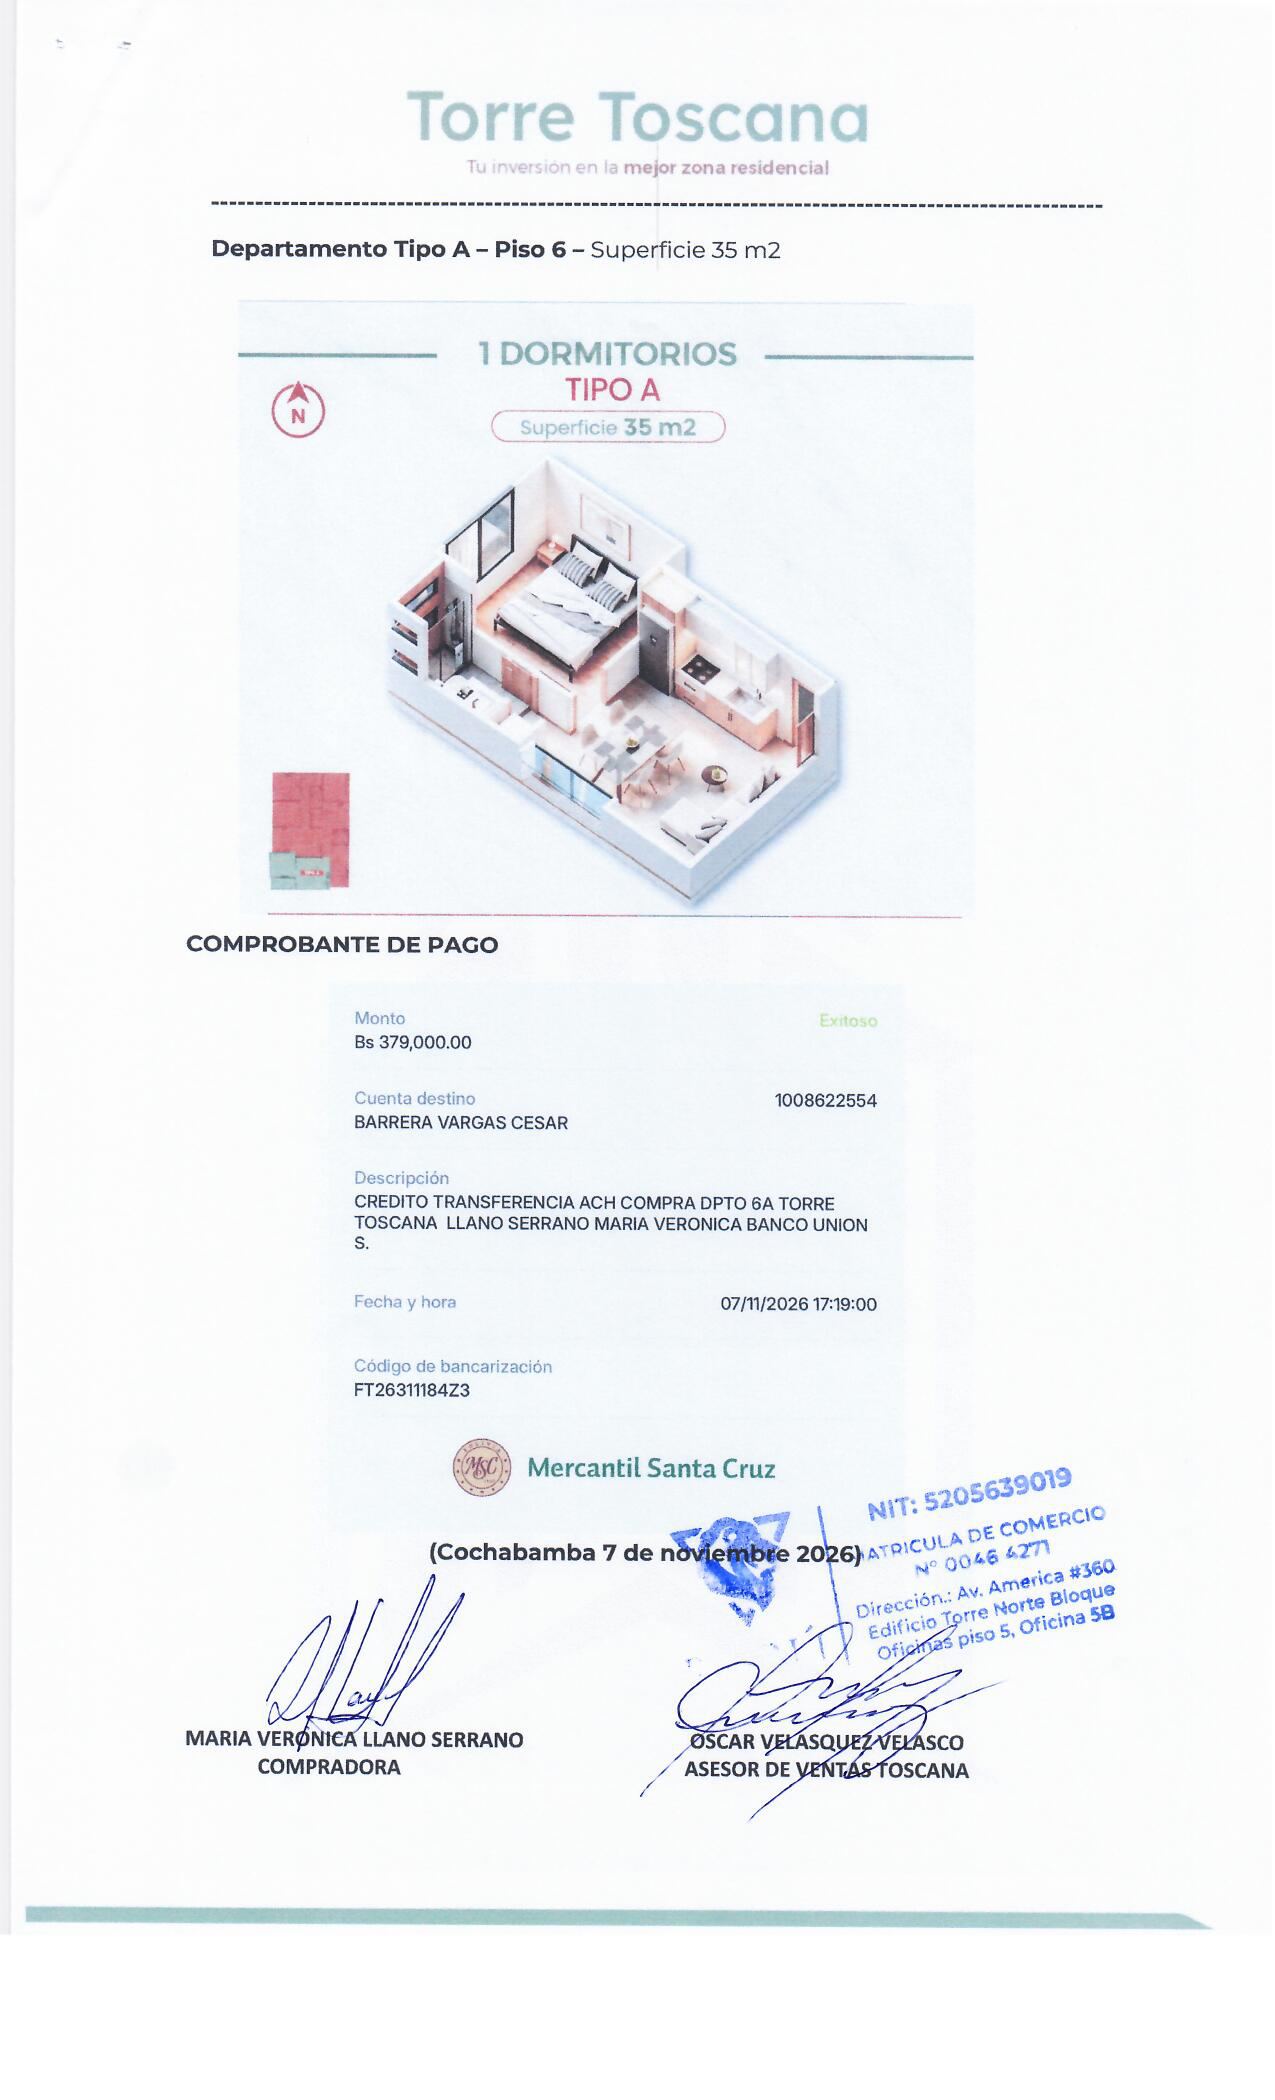 Torre Toscana
Tu inversión en la mejor zona residencial
Departamento Tipo A – Piso 6 – Superficie 35 m2
1 DORMITORIOS
TIPO A
Superficie 35 m2
N
COMPROBANTE DE PAGO
Monto
Exitoso
Bs 379,000.00
Cuenta destino
1008622554
BARRERA VARGAS CESAR
Descripción
CREDITO TRANSFERENCIA ACH COMPRA DPTO 6A TORRE
TOSCANA LLANO SERRANO MARIA VERONICA BANCO UNION
S.
Fecha y hora
07/11/2026 17:19:00
Código de bancarización
FT26311184Z3
MSC
Mercantil Santa Cruz
NIT: 5205639019
ATRICULA DE COMERCIO
N° 0046 4271
Dirección.: Av. America #360
Edificio Torre Norte Bloque
Oficinas piso 5, Oficina 5B
(Cochabamba 7 de noviembre 2026)
MARIA VERONICA LLANO SERRANO
COMPRADORA
OSCAR VELASQUEZ VELASCO
ASESOR DE VENTAS TOSCANA